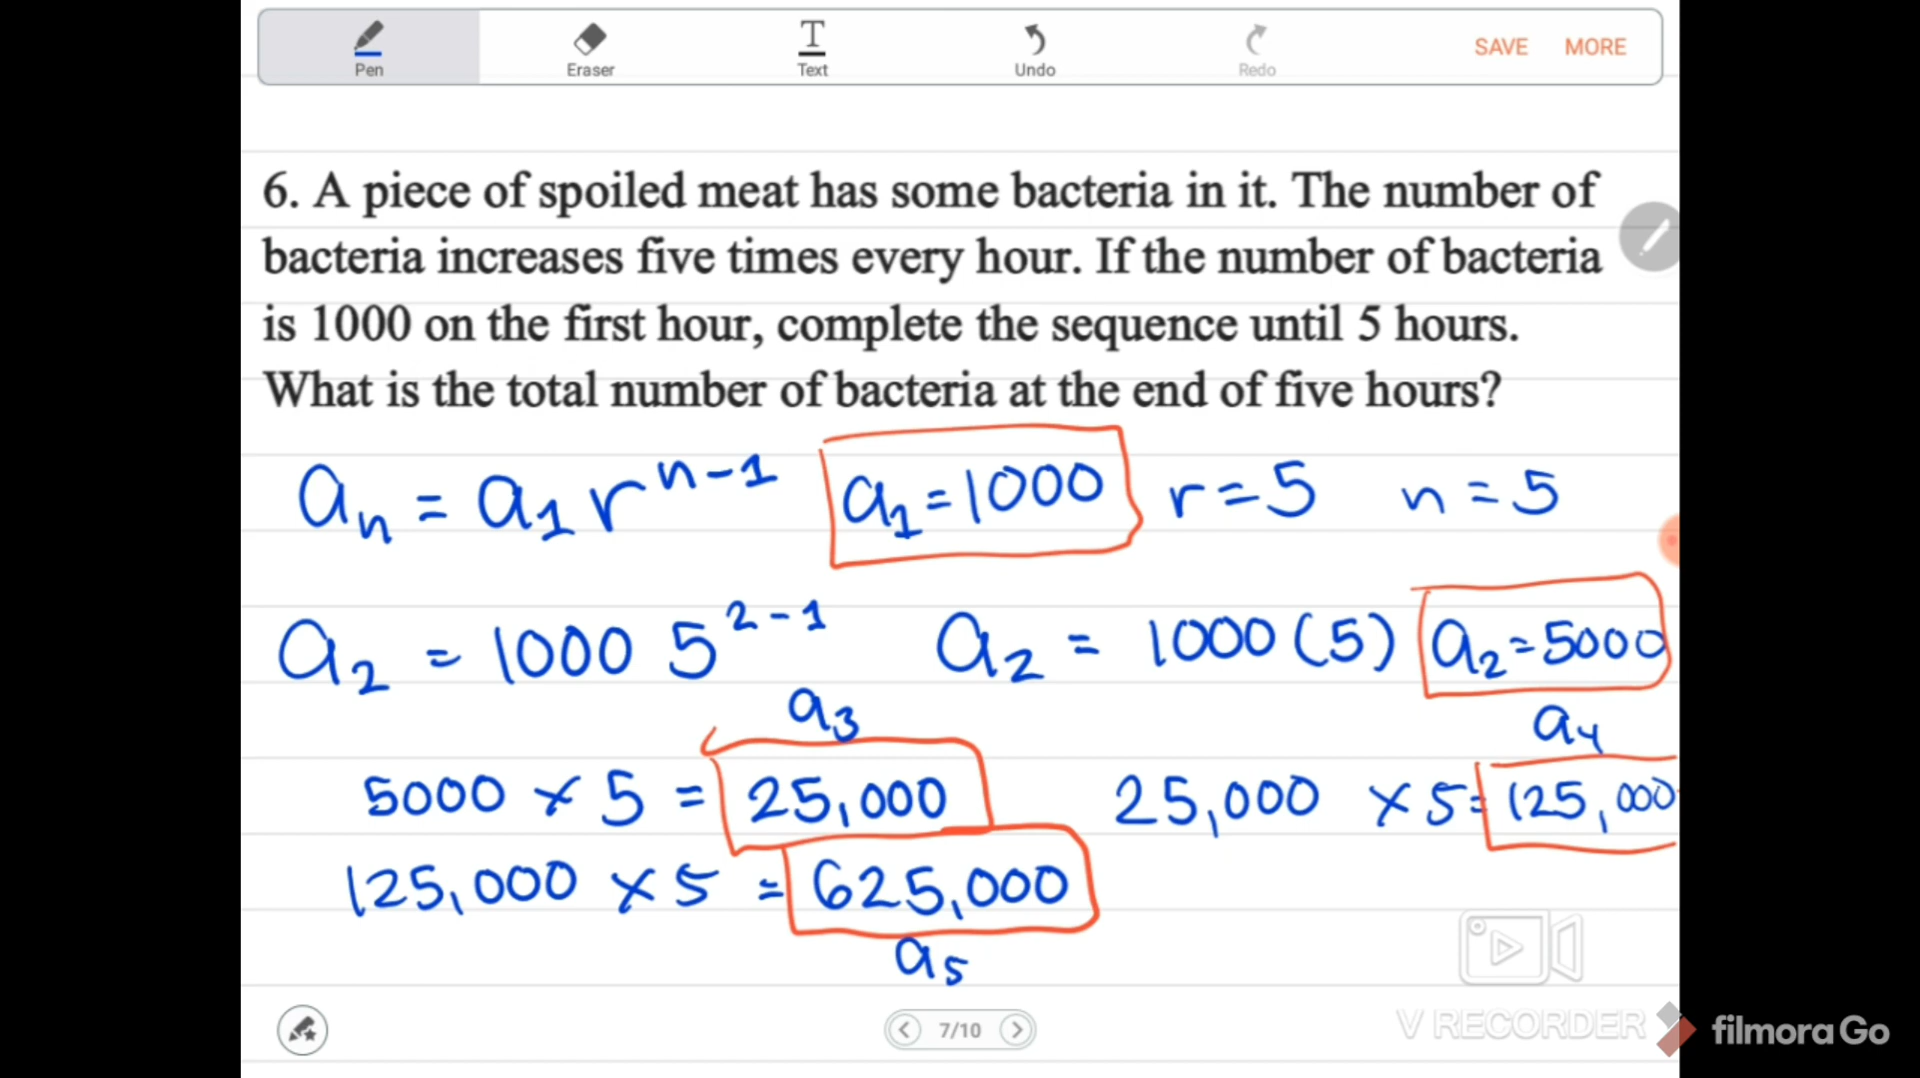 Pen Eraser Text Undo Redo SAVE MORE
6. A piece of spoiled meat has some bacteria in it. The number of
bacteria increases five times every hour. If the number of bacteria
is 1000 on the first hour, complete the sequence until 5 hours.
What is the total number of bacteria at the end of five hours?
aₙ = a₁ rⁿ⁻¹ a₁ = 1000 r = 5 n = 5
a₂ = 1000 5²⁻¹ a₂ = 1000 (5) a₂ = 5000
a₃ a₄
5000 × 5 = 25,000 25,000 × 5 = 125,000
125,000 × 5 = 625,000
a₅
7/10
V RECORDER
filmoraGo